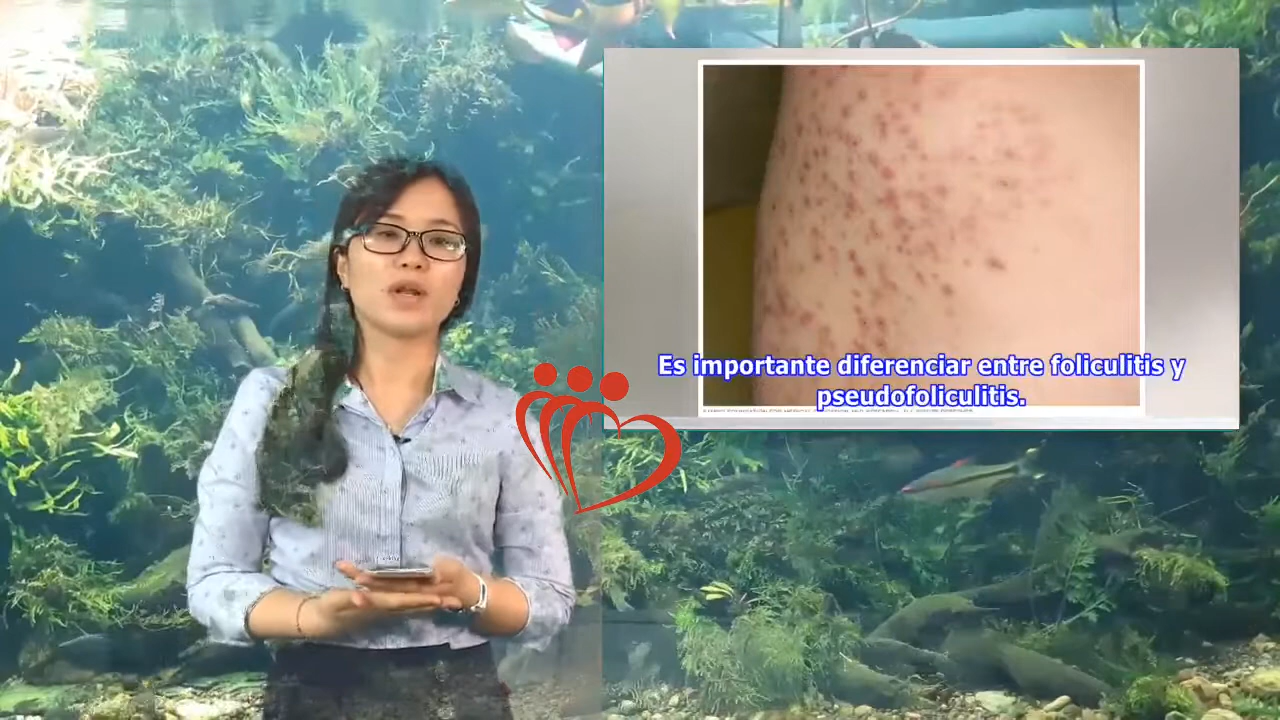 Es importante diferenciar entre foliculitis y
pseudofoliculitis.